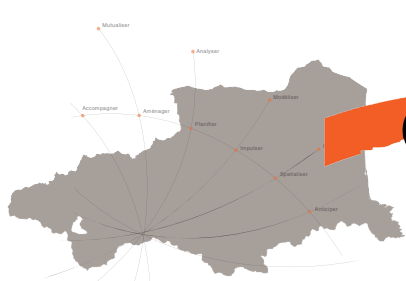 Mutualiser
Analyser
Modéliser
Accompagner
Aménager
Planifier
Impulser
Spatialiser
Anticiper